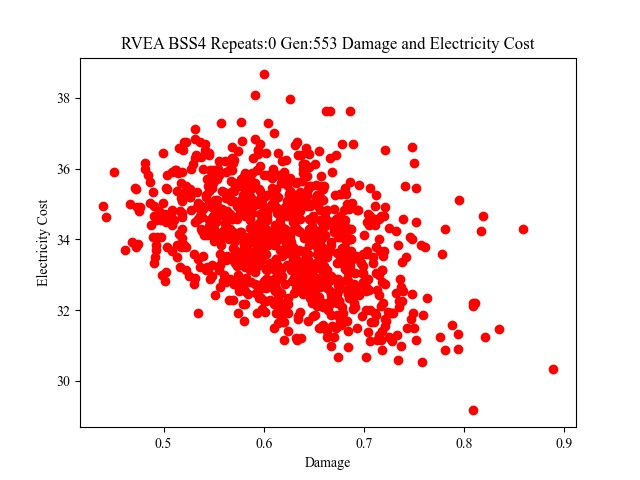 RVEA BSS4 Repeats:0 Gen:553 Damage and Electricity Cost
38
36
34
32
30
Electricity Cost
0.5 0.6 0.7 0.8 0.9
Damage